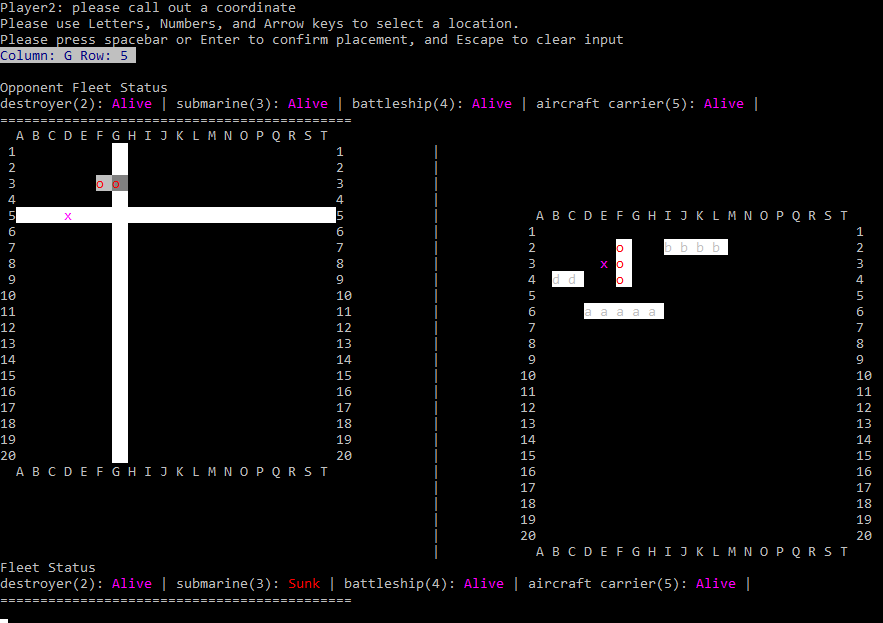 Player2: please call out a coordinate
Please use Letters, Numbers, and Arrow keys to select a location.
Please press spacebar or Enter to confirm placement, and Escape to clear input
Column: G Row: 5
Opponent Fleet Status
destroyer(2): Alive | submarine(3): Alive | battleship(4): Alive | aircraft carrier(5): Alive |
============================================
A B C D E F G H I J K L M N O P Q R S T
1 1 |
2 2 |
3 o o 3 |
4 4 |
5 x 5 | A B C D E F G H I J K L M N O P Q R S T
6 6 | 1 1
7 7 | 2 o b b b b 2
8 8 | 3 x o 3
9 9 | 4 d d o 4
10 10 | 5 5
11 11 | 6 a a a a a 6
12 12 | 7 7
13 13 | 8 8
14 14 | 9 9
15 15 | 10 10
16 16 | 11 11
17 17 | 12 12
18 18 | 13 13
19 19 | 14 14
20 20 | 15 15
A B C D E F G H I J K L M N O P Q R S T | 16 16
| 17 17
| 18 18
| 19 19
| 20 20
| A B C D E F G H I J K L M N O P Q R S T
Fleet Status
destroyer(2): Alive | submarine(3): Sunk | battleship(4): Alive | aircraft carrier(5): Alive |
============================================